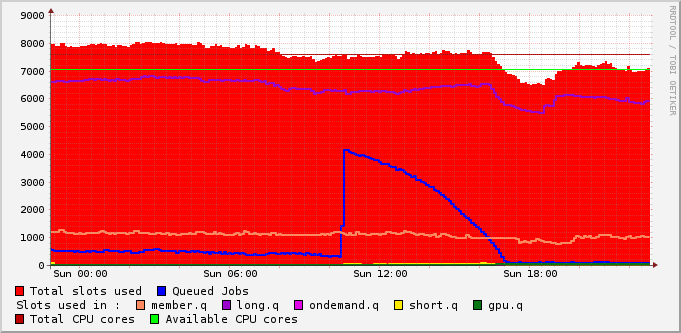 9000
8000
7000
6000
5000
4000
3000
2000
1000
0
Sun 00:00 Sun 06:00 Sun 12:00 Sun 18:00
Total slots used Queued Jobs
Slots used in : member.q long.q ondemand.q short.q gpu.q
Total CPU cores Available CPU cores
RRDTOOL / TOBI OETIKER